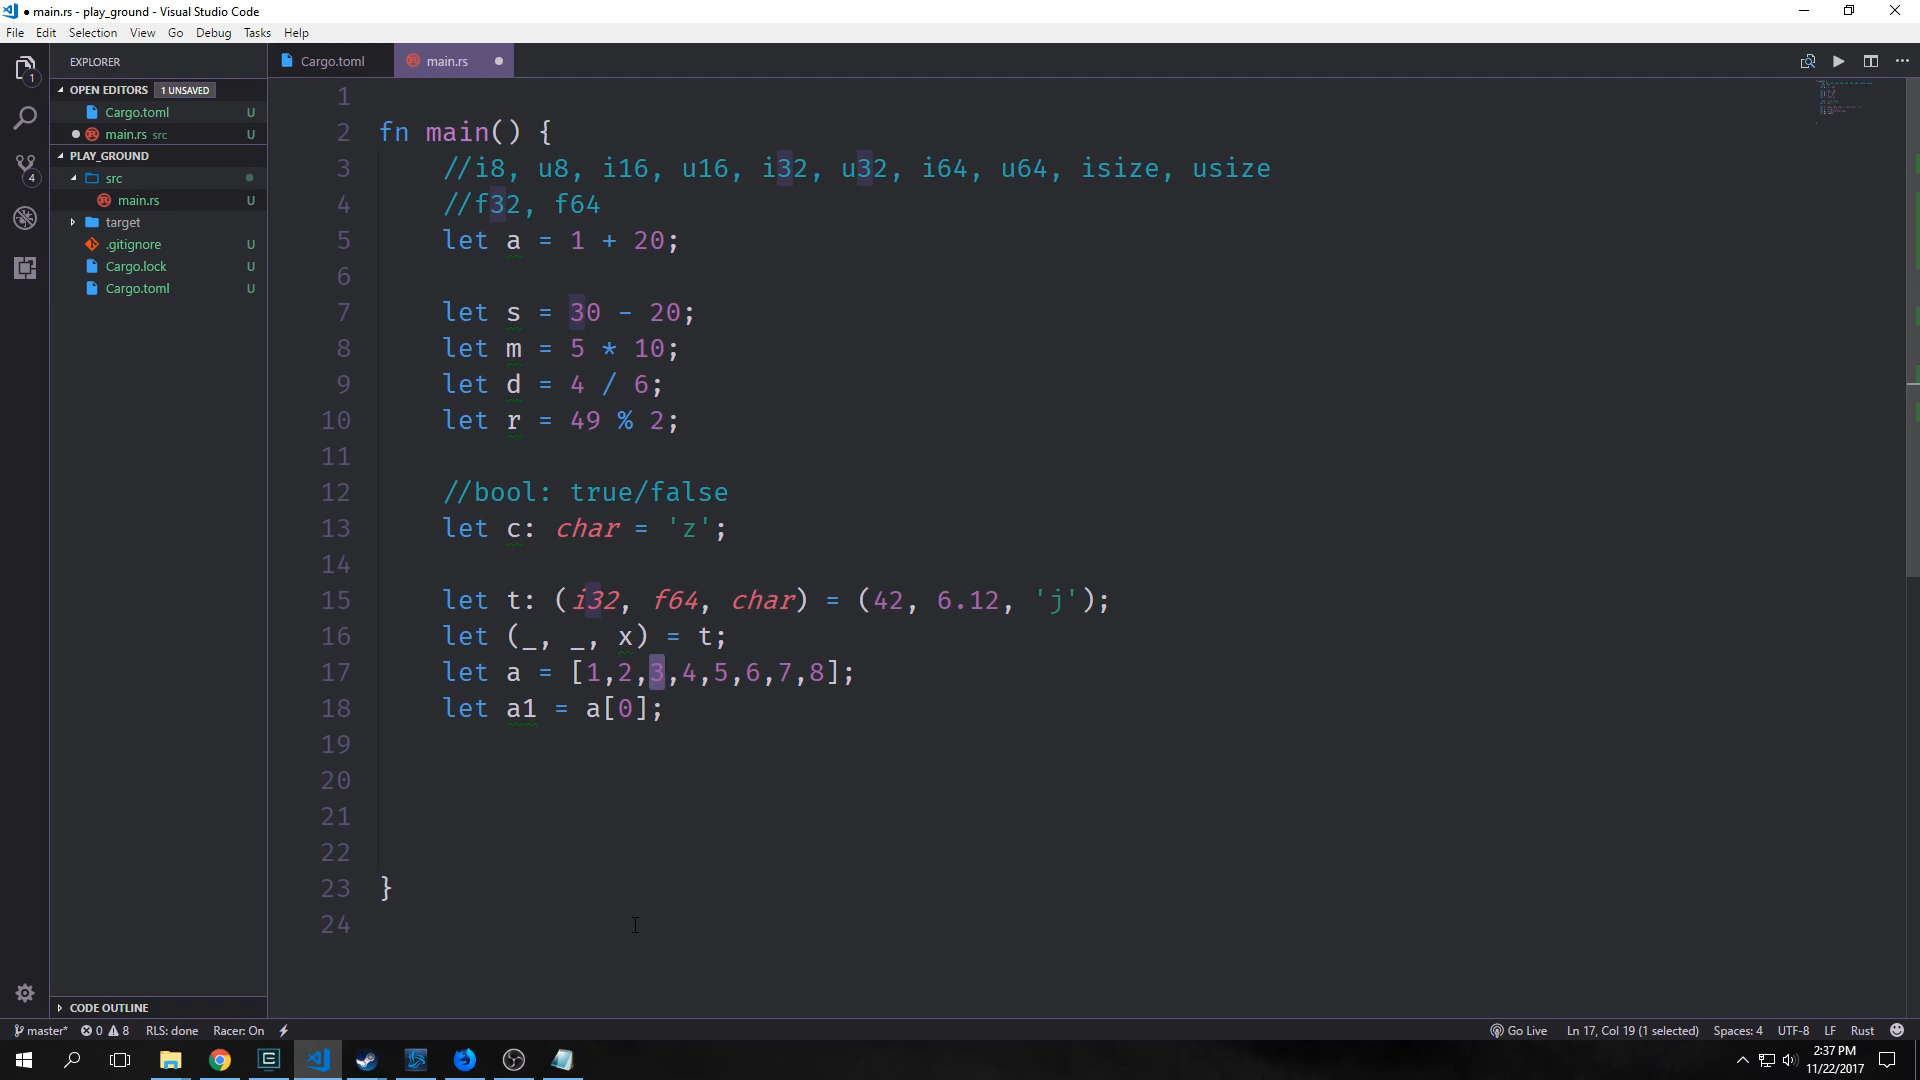 ● main.rs - play_ground - Visual Studio Code
File Edit Selection View Go Debug Tasks Help
EXPLORER
OPEN EDITORS 1 UNSAVED
Cargo.toml U
● main.rs src U
PLAY_GROUND
src
main.rs U
target
.gitignore U
Cargo.lock U
Cargo.toml U
CODE OUTLINE
1
4
Cargo.toml main.rs ●
1
2 fn main() {
3 //i8, u8, i16, u16, i32, u32, i64, u64, isize, usize
4 //f32, f64
5 let a = 1 + 20;
6
7 let s = 30 - 20;
8 let m = 5 * 10;
9 let d = 4 / 6;
10 let r = 49 % 2;
11
12 //bool: true/false
13 let c: char = 'z';
14
15 let t: (i32, f64, char) = (42, 6.12, 'j');
16 let (_, _, x) = t;
17 let a = [1,2,3,4,5,6,7,8];
18 let a1 = a[0];
19
20
21
22
23 }
24
master* 0 8 RLS: done Racer: On Go Live Ln 17, Col 19 (1 selected) Spaces: 4 UTF-8 LF Rust
2:37 PM
11/22/2017